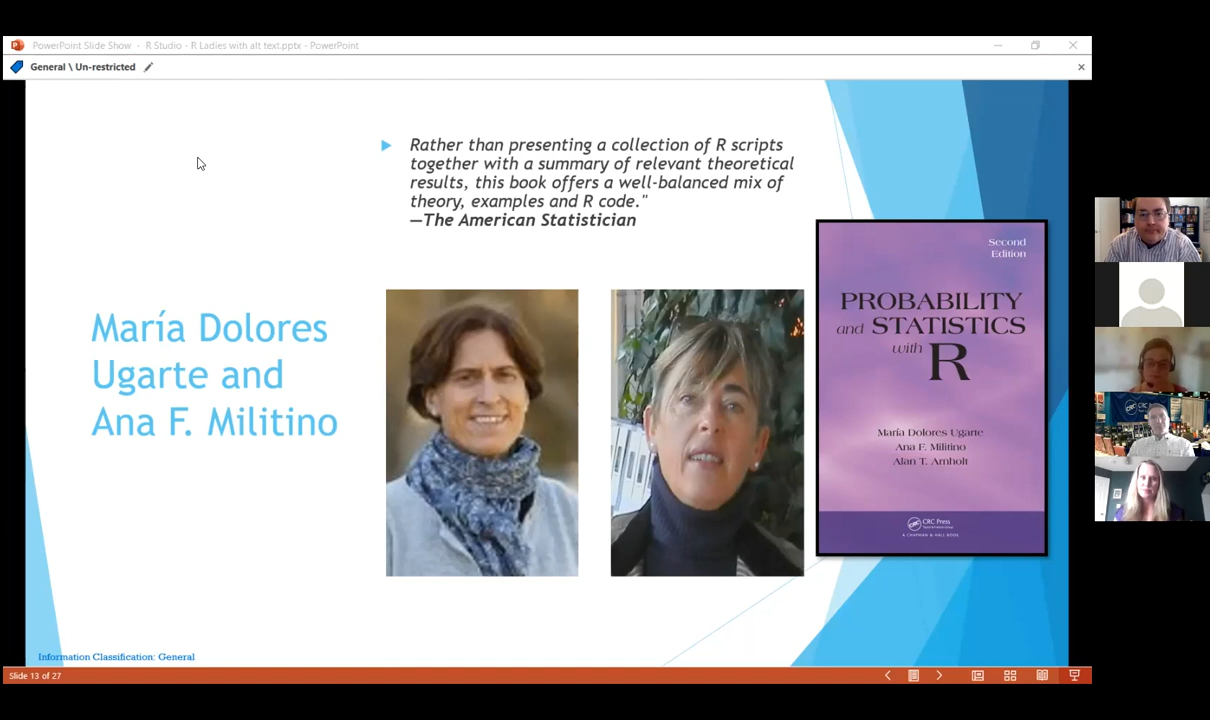 PowerPoint Slide Show - R Studio - R Ladies with alt text.pptx - PowerPoint
General \ Un-restricted
Rather than presenting a collection of R scripts
together with a summary of relevant theoretical
results, this book offers a well-balanced mix of
theory, examples and R code."
—The American Statistician
María Dolores
Ugarte and
Ana F. Militino
Second
Edition
PROBABILITY
and STATISTICS
with R
María Dolores Ugarte
Ana F. Militino
Alan T. Arnholt
CRC Press
A CHAPMAN & HALL BOOK
Information Classification: General
Slide 13 of 27